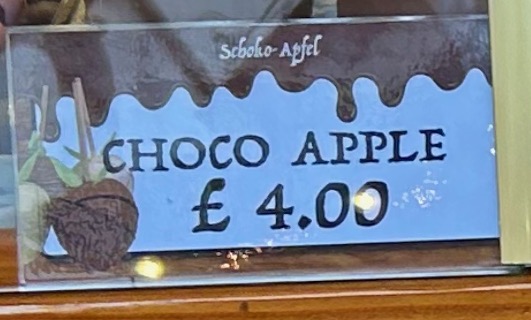 Schoko-Apfel
CHOCO APPLE
£ 4.00